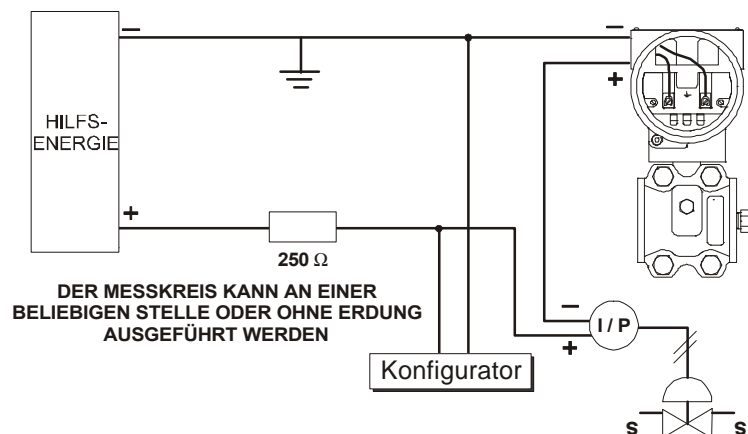 HILFS-
ENERGIE
–
+
–
+
250 Ω
DER MESSKREIS KANN AN EINER
BELIEBIGEN STELLE ODER OHNE ERDUNG
AUSGEFÜHRT WERDEN
Konfigurator
–
+
I / P
S
S